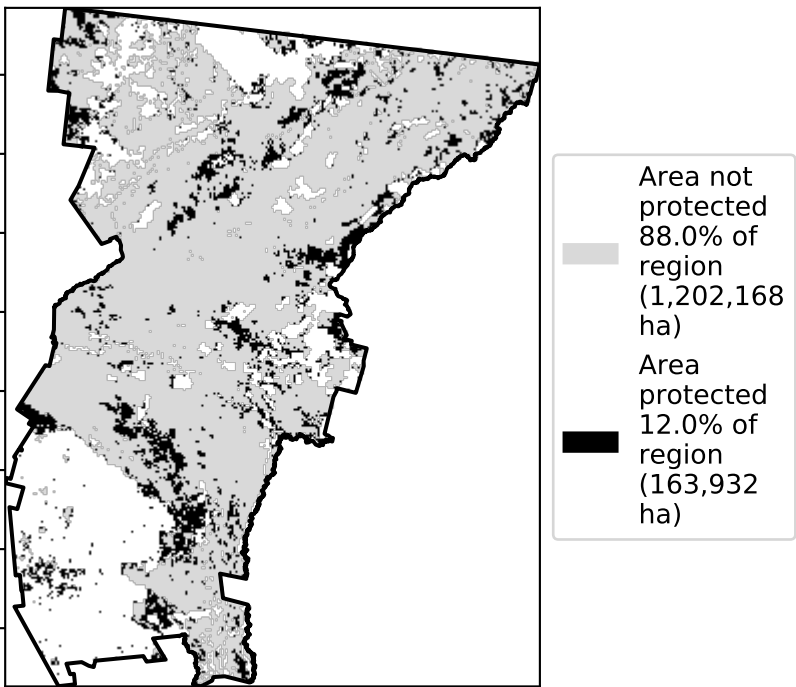 Area not
protected
88.0% of
region
(1,202,168
ha)
Area
protected
12.0% of
region
(163,932
ha)